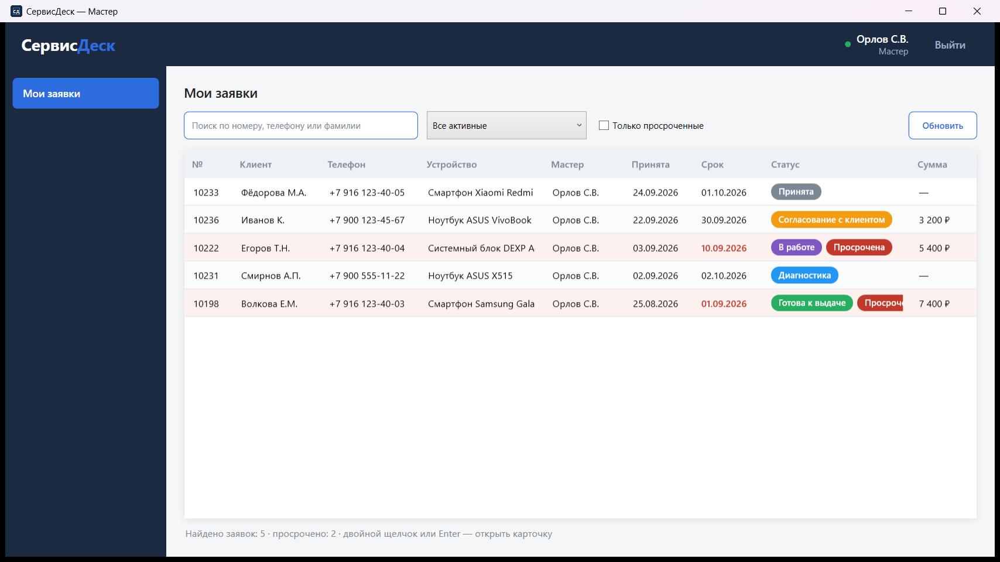 СД СервисДеск — Мастер
СервисДеск
Орлов С.В.
Мастер
Выйти
Мои заявки
Мои заявки
Поиск по номеру, телефону или фамилии
Все активные
Только просроченные
Обновить
№ Клиент Телефон Устройство Мастер Принята Срок Статус Сумма
10233 Фёдорова М.А. +7 916 123-40-05 Смартфон Xiaomi Redmi Орлов С.В. 24.09.2026 01.10.2026 Принята —
10236 Иванов К. +7 900 123-45-67 Ноутбук ASUS VivoBook Орлов С.В. 22.09.2026 30.09.2026 Согласование с клиентом 3 200 ₽
10222 Егоров Т.Н. +7 916 123-40-04 Системный блок DEXP A Орлов С.В. 03.09.2026 10.09.2026 В работе Просрочена 5 400 ₽
10231 Смирнов А.П. +7 900 555-11-22 Ноутбук ASUS X515 Орлов С.В. 02.09.2026 02.10.2026 Диагностика —
10198 Волкова Е.М. +7 916 123-40-03 Смартфон Samsung Gala Орлов С.В. 25.08.2026 01.09.2026 Готова к выдаче Просроч 7 400 ₽
Найдено заявок: 5 · просрочено: 2 · двойной щелчок или Enter — открыть карточку